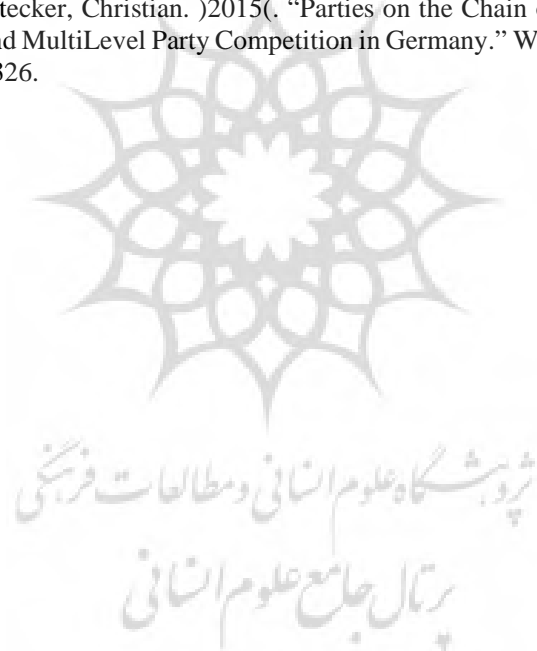 tecker, Christian. )2015(. “Parties on the Chain
nd MultiLevel Party Competition in Germany.” W
326.
پژوهشگاه علوم انسانی و مطالعات فرهنگی
پرتال جامع علوم انسانی